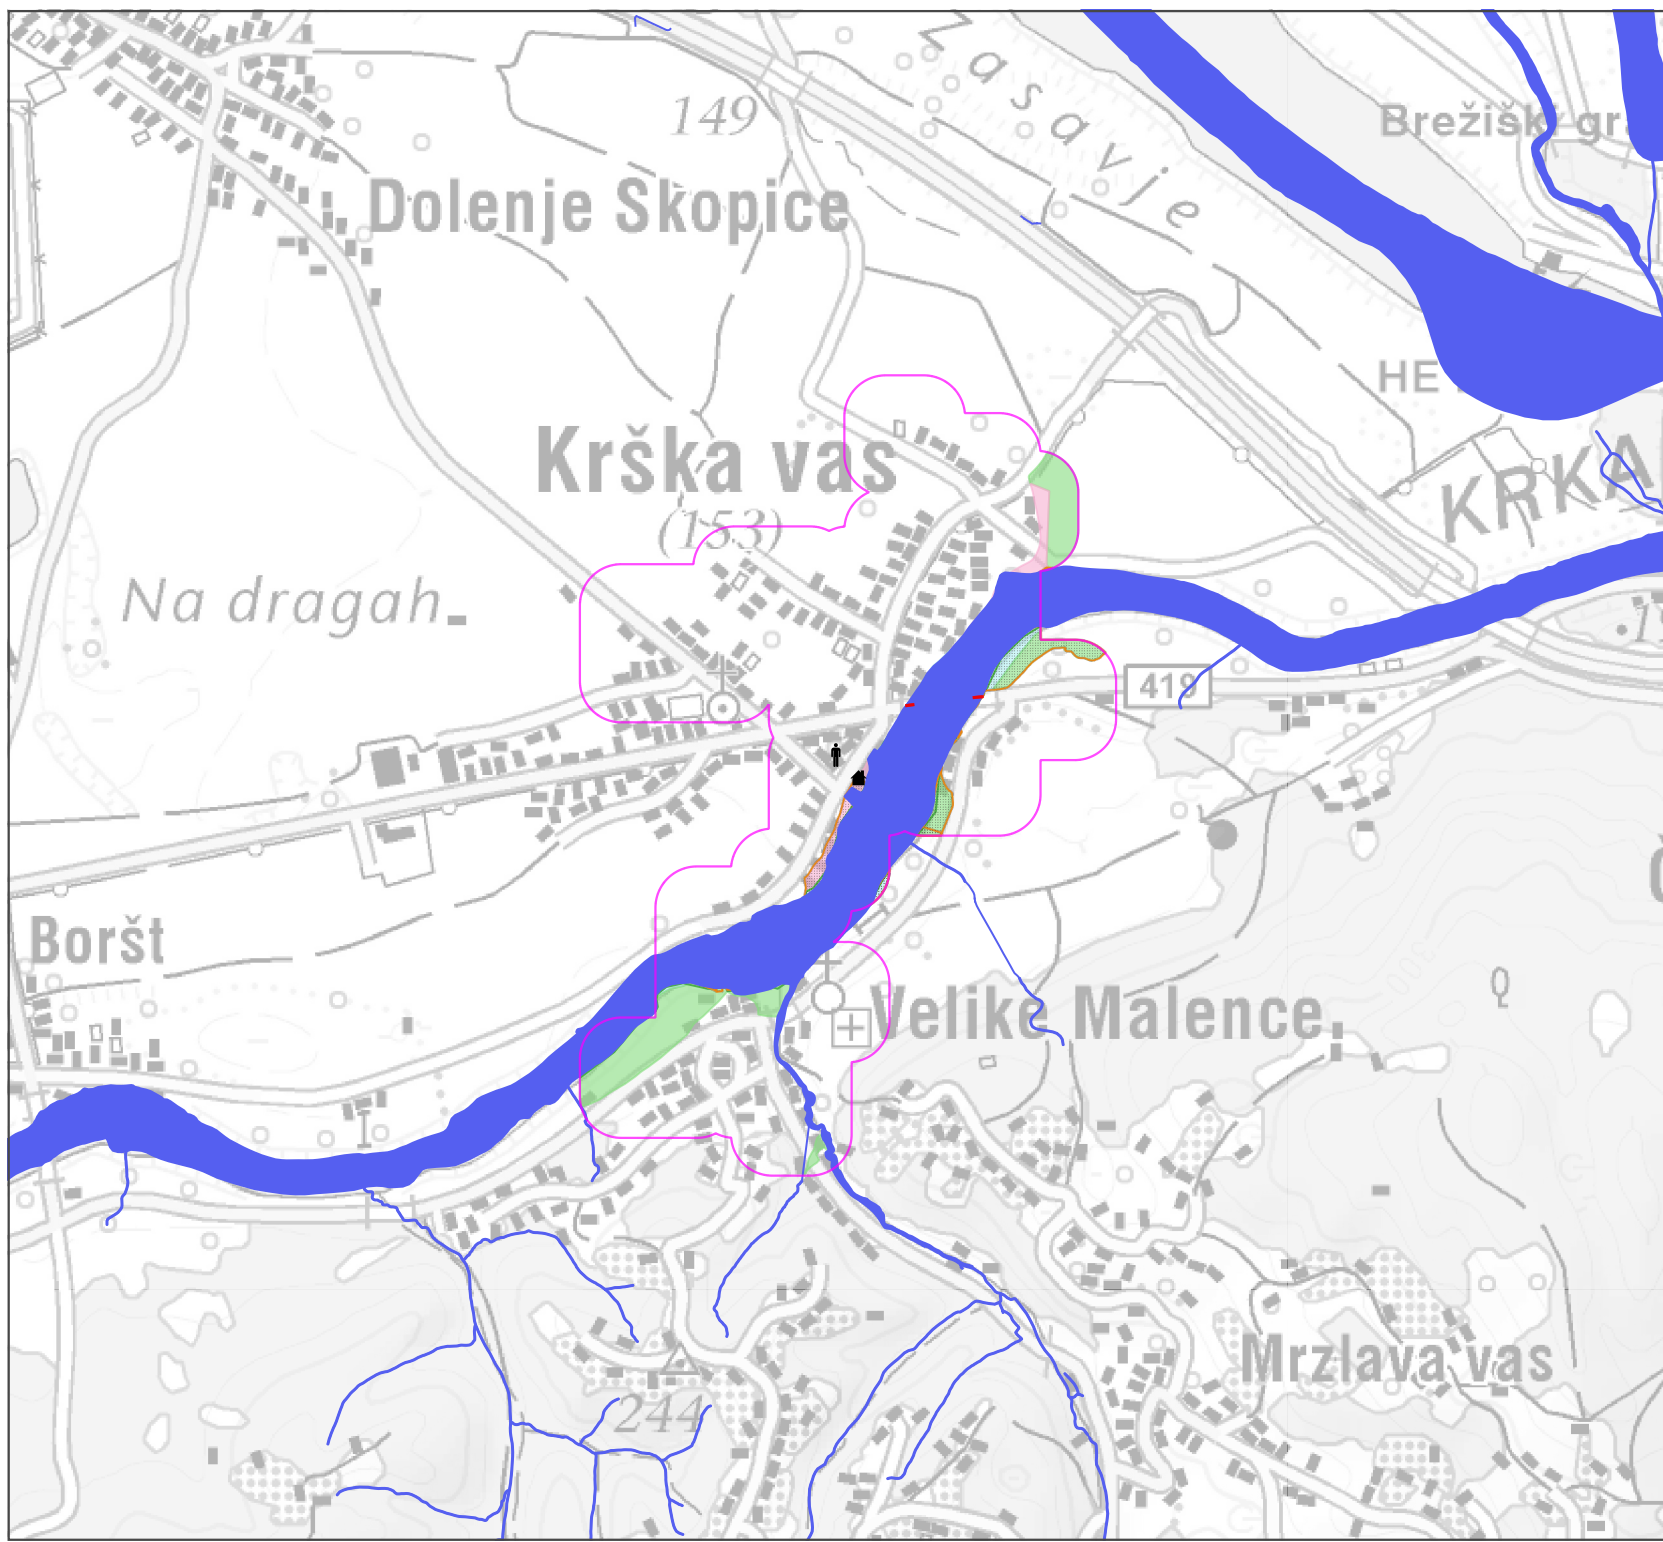 Zasavje
149
Brežiški gr
Dolenje Skopice
HE
Krška vas
KRKA
(153)
Na dragah
419
Boršt
Velike Malence
Mrzlava vas
244